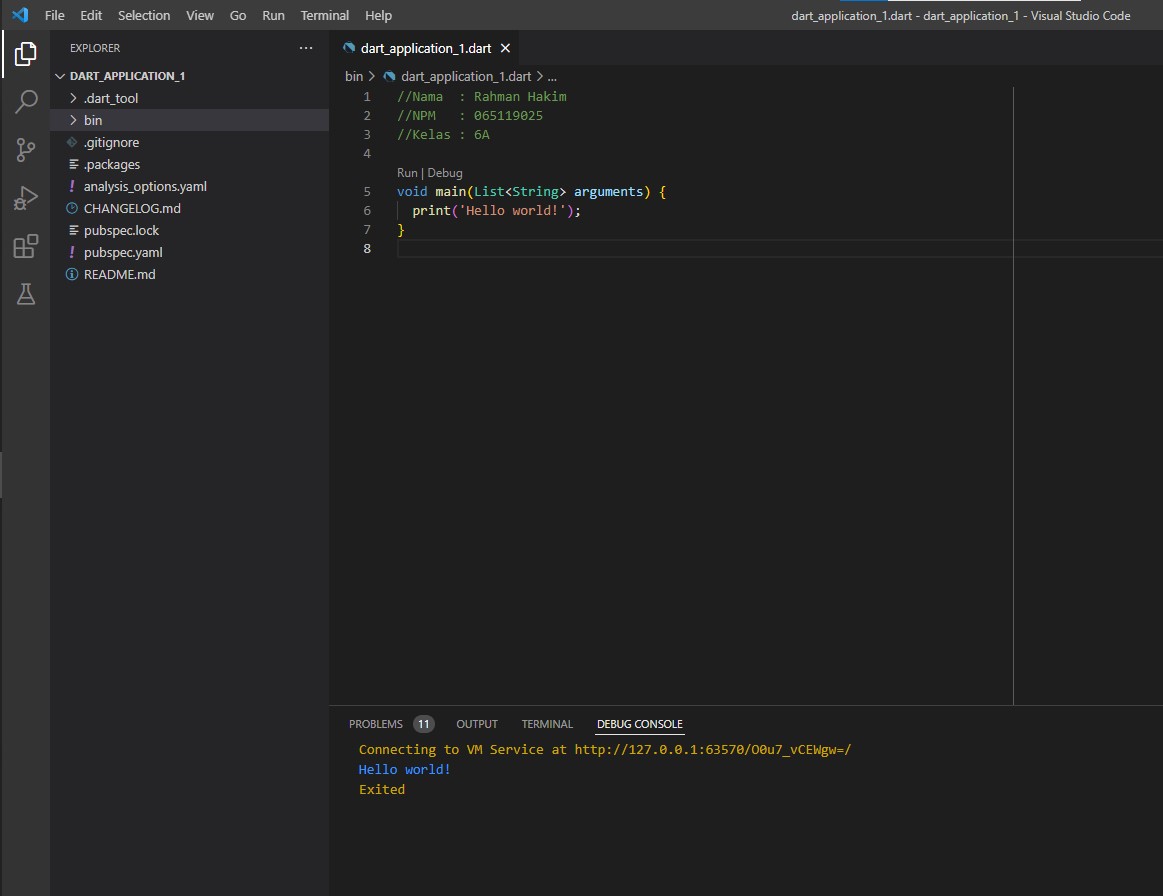 File Edit Selection View Go Run Terminal Help
dart_application_1.dart - dart_application_1 - Visual Studio Code
EXPLORER
DART_APPLICATION_1
.dart_tool
bin
.gitignore
.packages
analysis_options.yaml
CHANGELOG.md
pubspec.lock
pubspec.yaml
README.md
dart_application_1.dart
bin > dart_application_1.dart > ...
1 //Nama  : Rahman Hakim
2 //NPM   : 065119025
3 //Kelas : 6A
4
Run | Debug
5 void main(List<String> arguments) {
6   print('Hello world!');
7 }
8
PROBLEMS 11 OUTPUT TERMINAL DEBUG CONSOLE
Connecting to VM Service at http://127.0.0.1:63570/O0u7_vCEWgw=/
Hello world!
Exited